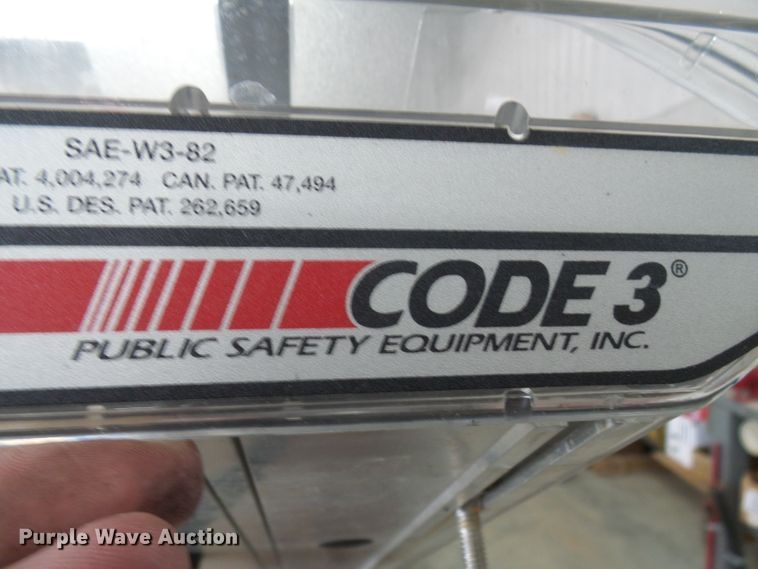 SAE-W3-82
AT. 4,004,274 CAN. PAT. 47,494
U.S. DES. PAT. 262,659
CODE 3®
PUBLIC SAFETY EQUIPMENT, INC.
Purple Wave Auction®